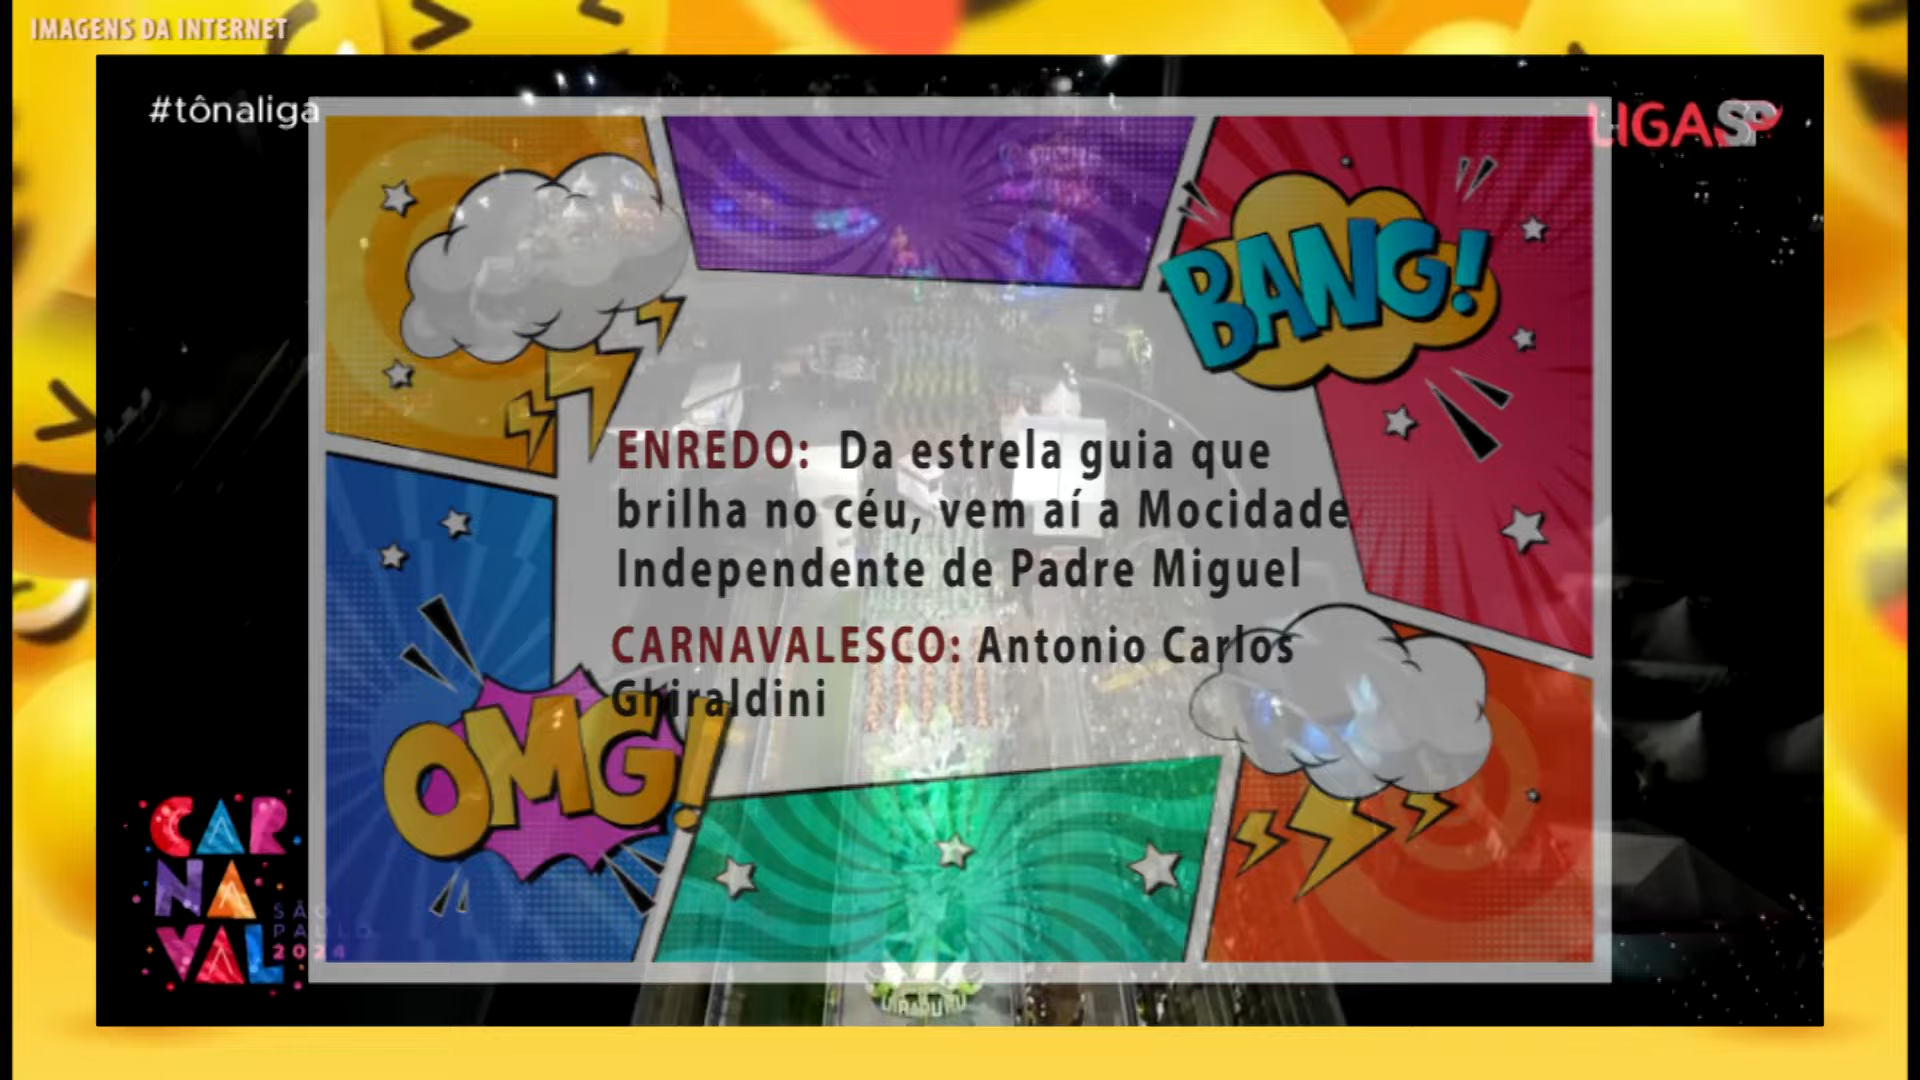 IMAGENS DA INTERNET
#tônaliga
LIGASP
BANG!
ENREDO: Da estrela guia que
brilha no céu, vem aí a Mocidade
Independente de Padre Miguel
CARNAVALESCO: Antonio Carlos
Ghiraldini
OMG!
CAR
NA
VAL
SÃO
PAULO
2024